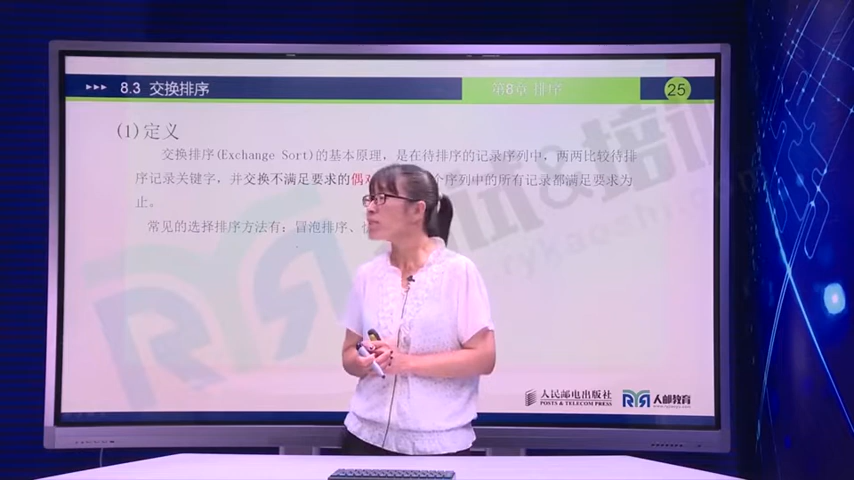 8.3 交换排序
第8章 排序
25
(1)定义
交换排序(Exchange Sort)的基本原理，是在待排序的记录序列中，两两比较待排
序记录关键字，并交换不满足要求的偶 个序列中的所有记录都满足要求为
止。
常见的选择排序方法有：冒泡排序、
人民邮电出版社
POSTS & TELECOM PRESS
人邮教育